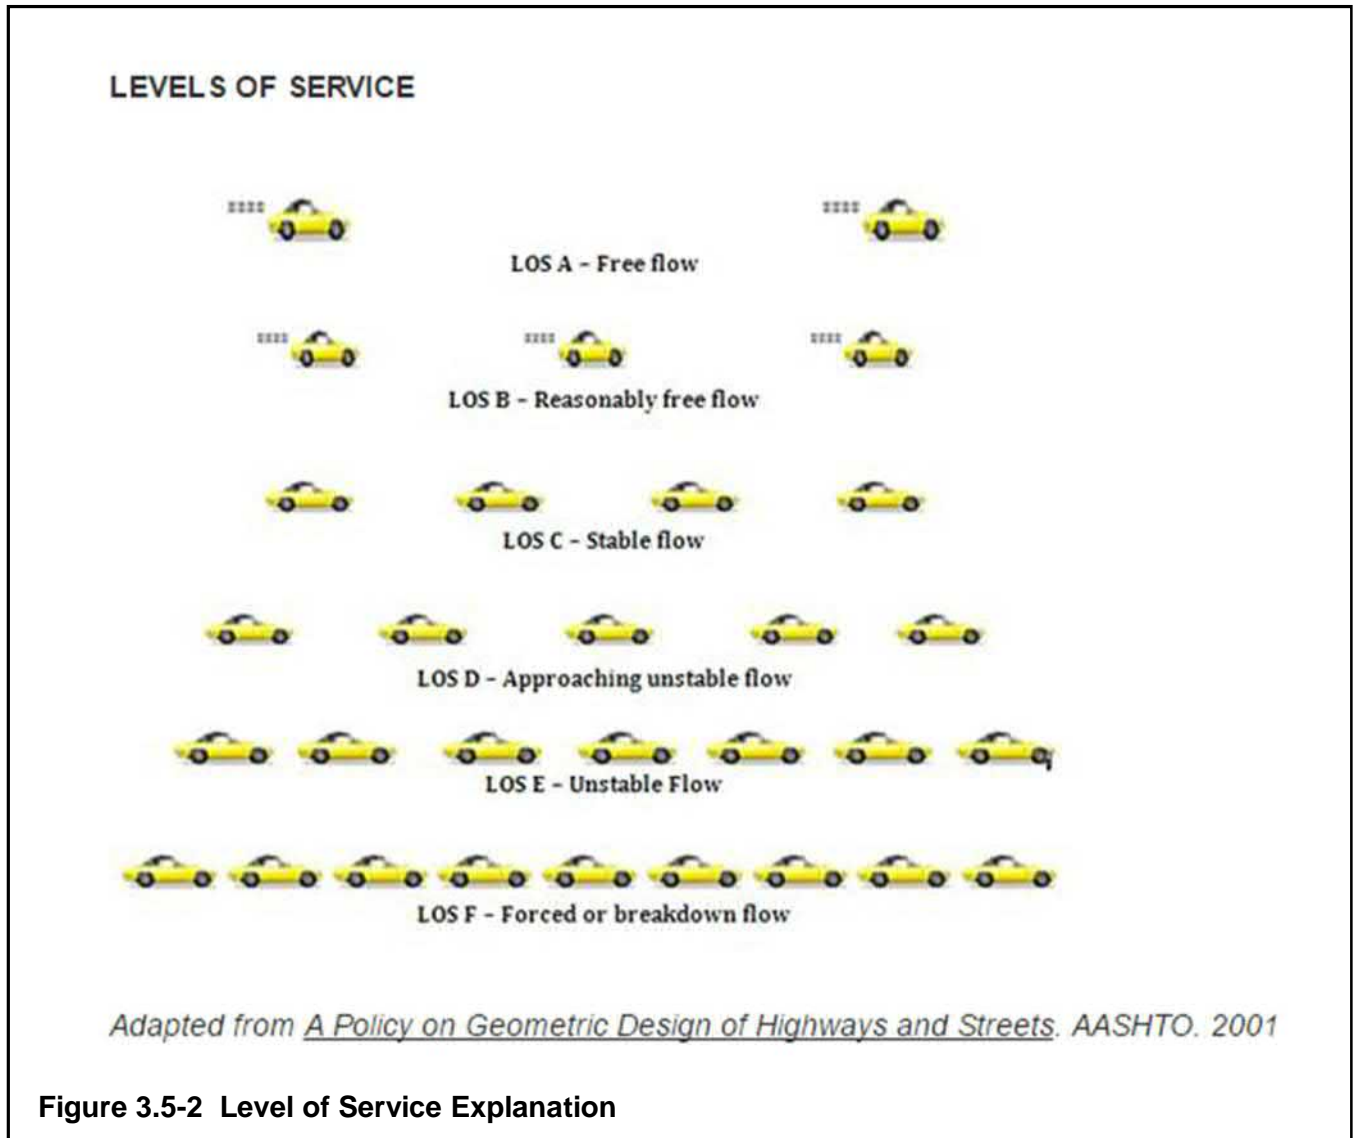 LEVELS OF SERVICE
LOS A – Free flow
LOS B – Reasonably free flow
LOS C – Stable flow
LOS D – Approaching unstable flow
LOS E – Unstable Flow
LOS F – Forced or breakdown flow
Adapted from A Policy on Geometric Design of Highways and Streets. AASHTO. 2001
Figure 3.5-2 Level of Service Explanation